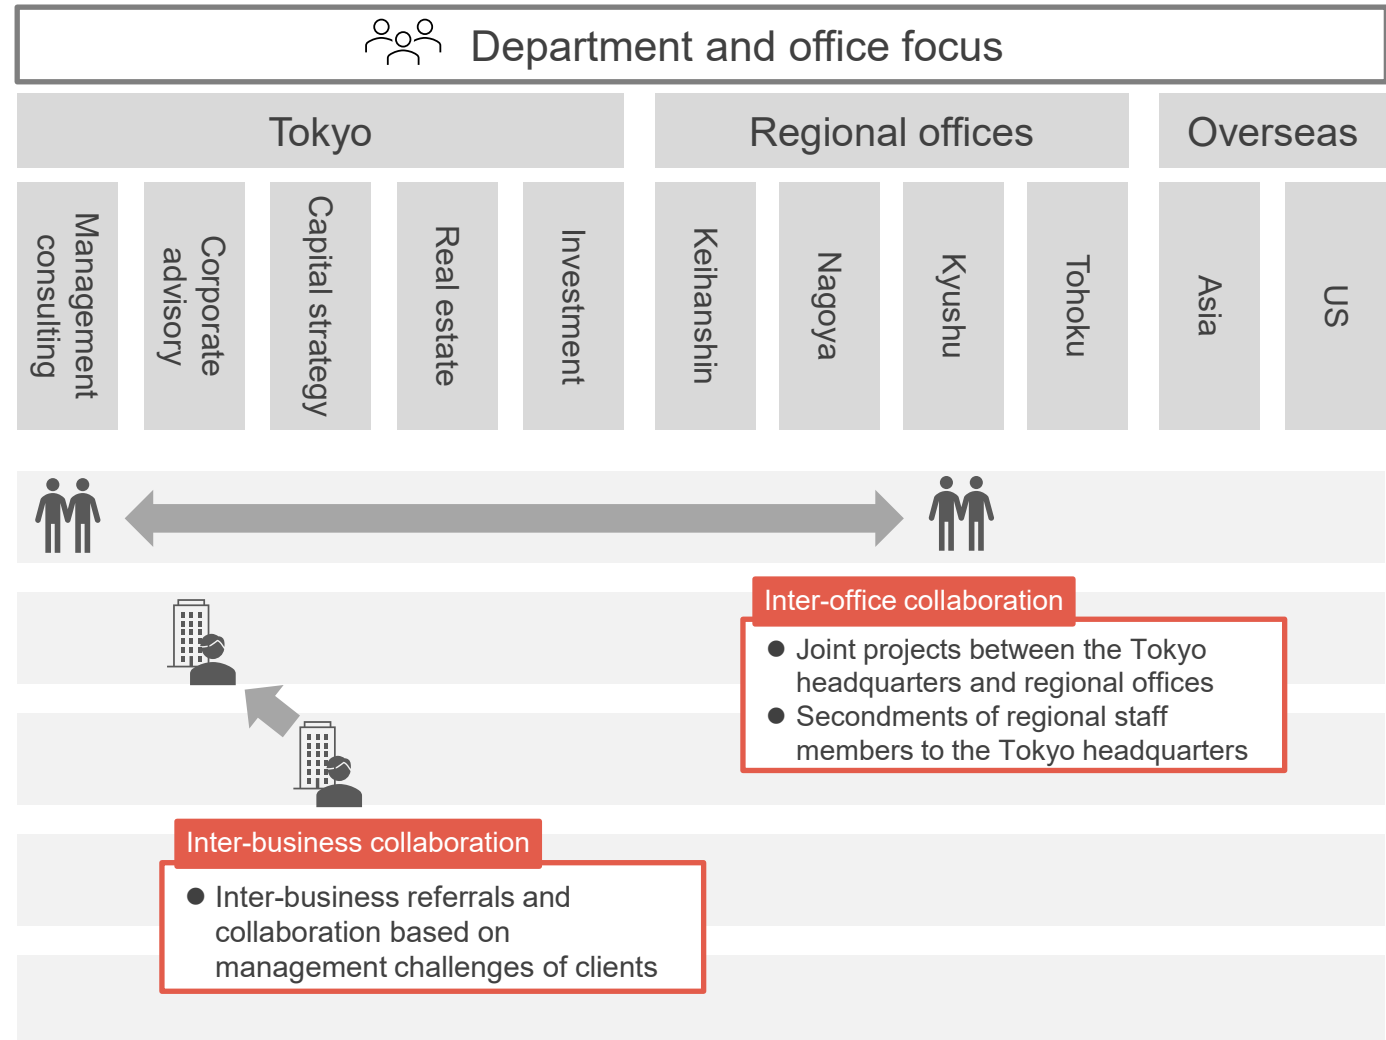 Department and office focus
Tokyo
Regional offices
Overseas
Management
consulting
Corporate
advisory
Capital strategy
Real estate
Investment
Keihanshin
Nagoya
Kyushu
Tohoku
Asia
US
Inter-office collaboration
● Joint projects between the Tokyo
headquarters and regional offices
● Secondments of regional staff
members to the Tokyo headquarters
Inter-business collaboration
● Inter-business referrals and
collaboration based on
management challenges of clients